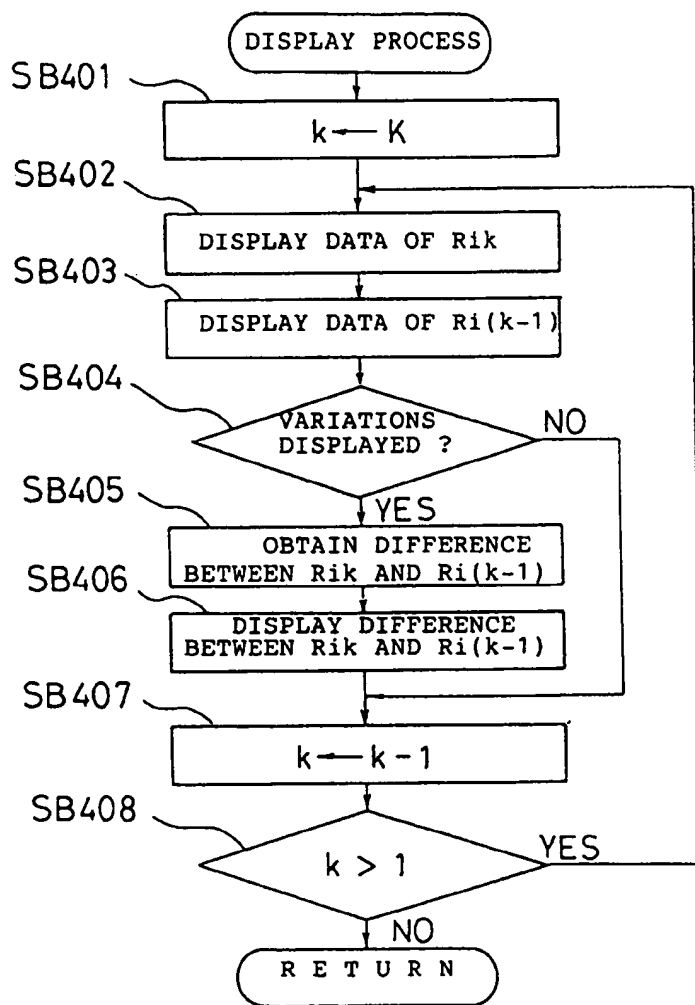 DISPLAY PROCESS
SB401
k ← K
SB402
DISPLAY DATA OF Rik
SB403
DISPLAY DATA OF Ri(k-1)
SB404
VARIATIONS
DISPLAYED ?
NO
YES
SB405
OBTAIN DIFFERENCE
BETWEEN Rik AND Ri(k-1)
SB406
DISPLAY DIFFERENCE
BETWEEN Rik AND Ri(k-1)
SB407
k ← k - 1
SB408
k > 1
YES
NO
RETURN